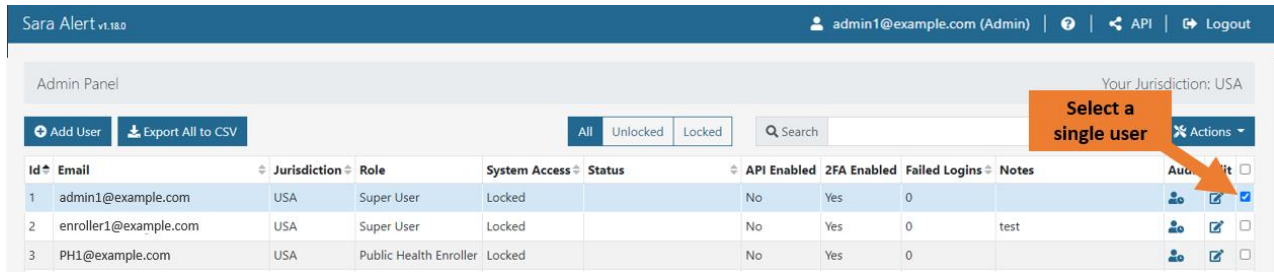 Sara Alert v1.18.0 admin1@example.com (Admin) | | API | Logout
Admin Panel Your Jurisdiction: USA
Select a
single user
Add User Export All to CSV All Unlocked Locked Search Actions
Id Email Jurisdiction Role System Access Status API Enabled 2FA Enabled Failed Logins Notes
1 admin1@example.com USA Super User Locked No Yes 0
2 enroller1@example.com USA Super User Locked No Yes 0 test
3 PH1@example.com USA Public Health Enroller Locked No Yes 0